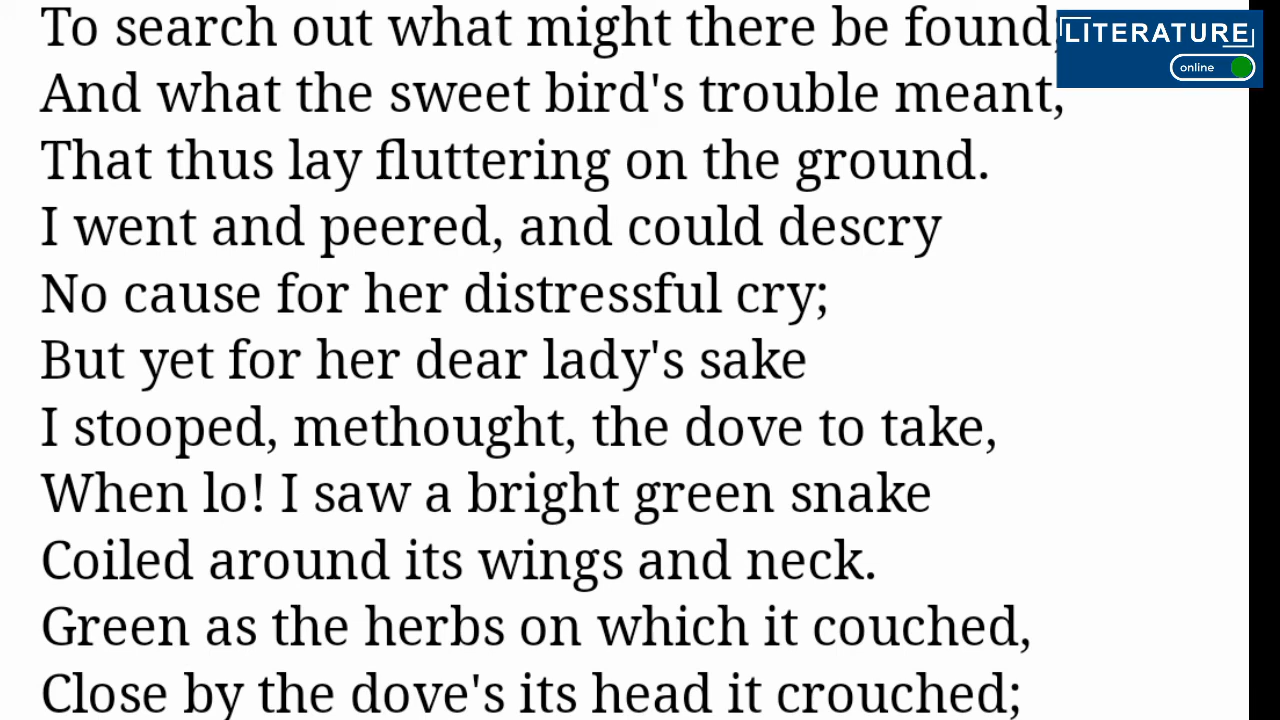 To search out what might there be found;
LITERATURE
online
And what the sweet bird's trouble meant,
That thus lay fluttering on the ground.
I went and peered, and could descry
No cause for her distressful cry;
But yet for her dear lady's sake
I stooped, methought, the dove to take,
When lo! I saw a bright green snake
Coiled around its wings and neck.
Green as the herbs on which it couched,
Close by the dove's its head it crouched;